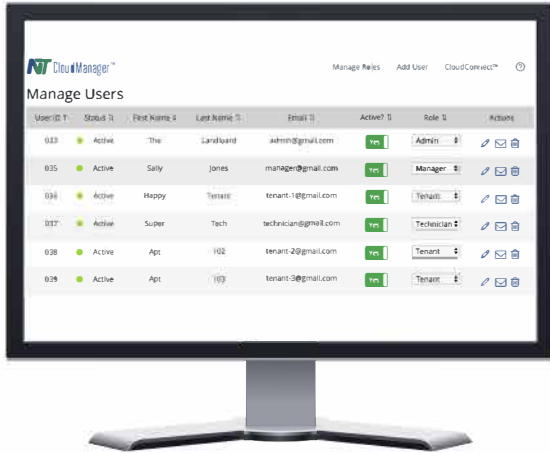 NT CloudManager™
Manage Roles Add User CloudConnect™
Manage Users
User ID Status First Name Last Name Email Active? Role Actions
033 Active The Landlord admin@gmail.com Yes Admin
035 Active Sally Jones manager@gmail.com Yes Manager
036 Active Happy Tenant tenant-1@gmail.com Yes Tenant
037 Active Super Tech technician@gmail.com Yes Technician
038 Active Apt 102 tenant-2@gmail.com Yes Tenant
039 Active Apt 103 tenant-3@gmail.com Yes Tenant